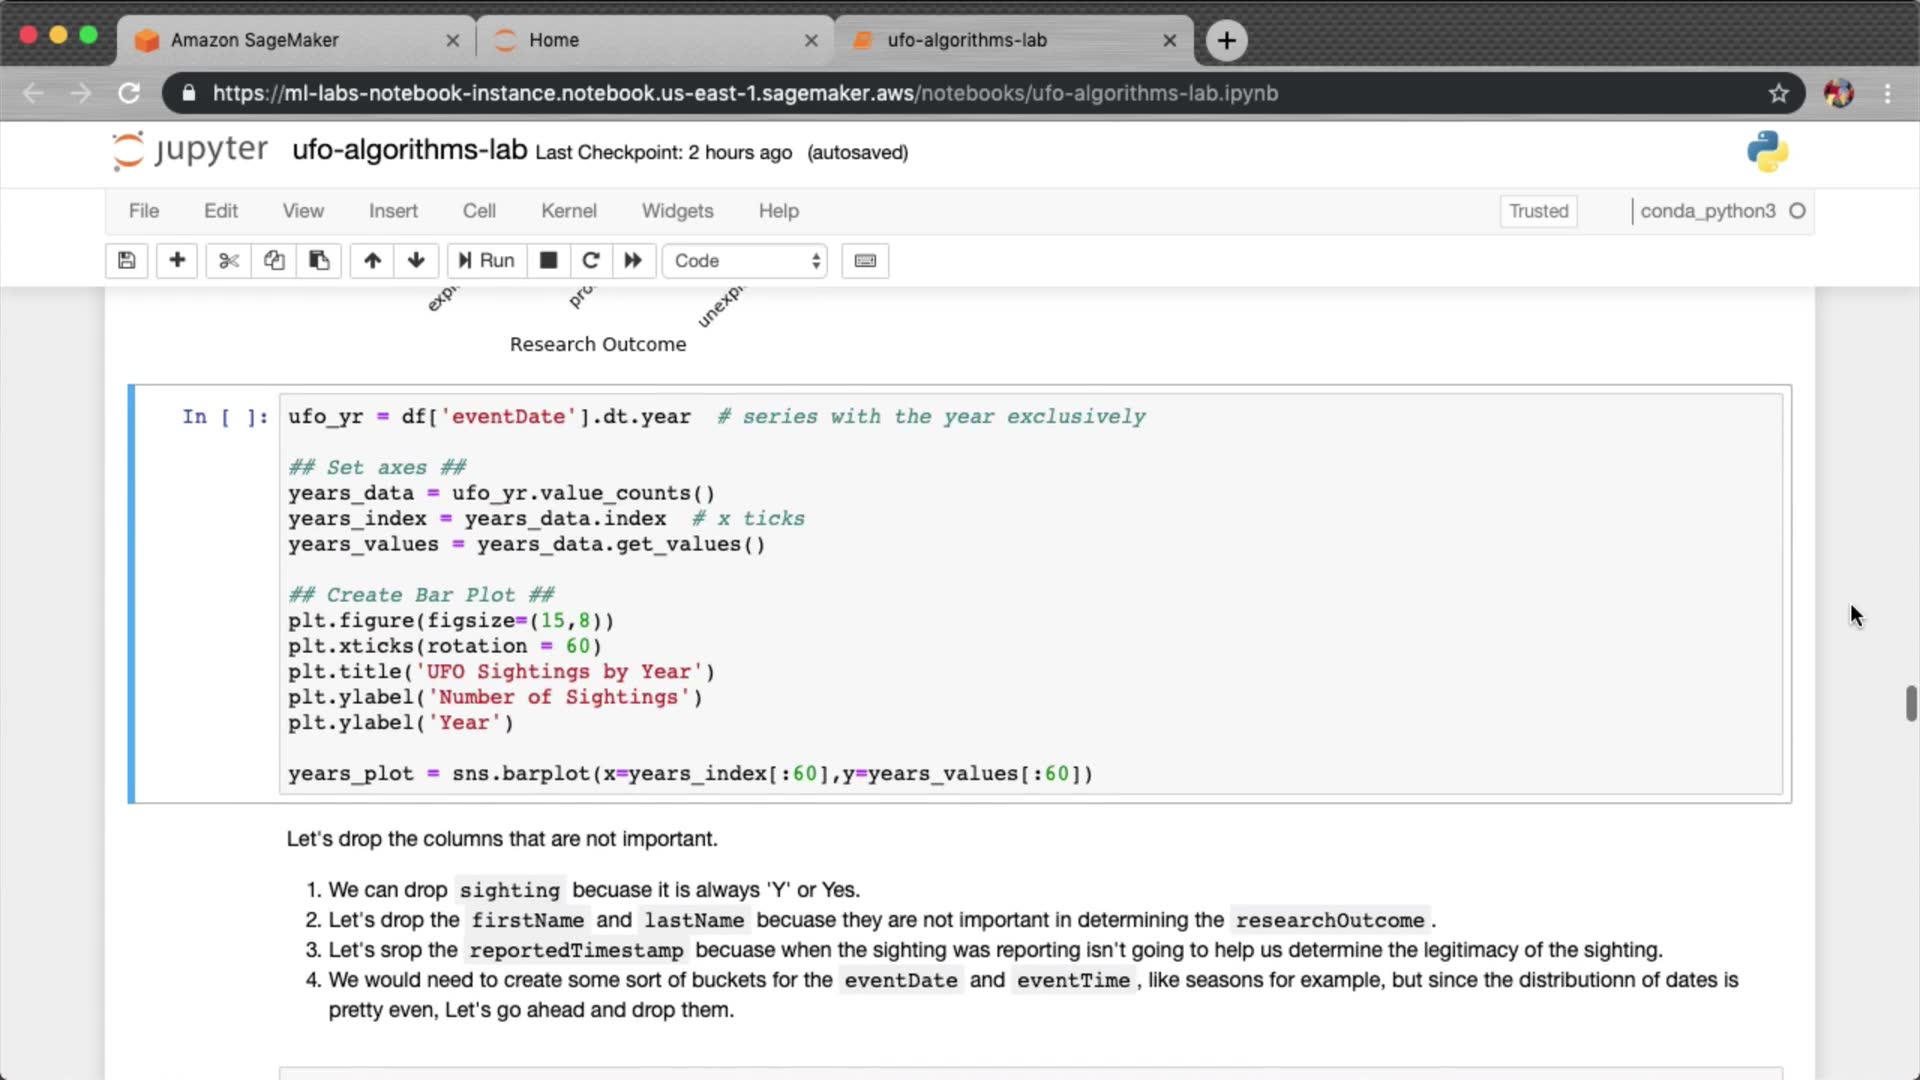 Amazon SageMaker
Home
ufo-algorithms-lab
https://ml-labs-notebook-instance.notebook.us-east-1.sagemaker.aws/notebooks/ufo-algorithms-lab.ipynb
jupyter ufo-algorithms-lab Last Checkpoint: 2 hours ago (autosaved)
File Edit View Insert Cell Kernel Widgets Help Trusted conda_python3
Run Code
Research Outcome
In [ ]: ufo_yr = df['eventDate'].dt.year  # series with the year exclusively
## Set axes ##
years_data = ufo_yr.value_counts()
years_index = years_data.index  # x ticks
years_values = years_data.get_values()
## Create Bar Plot ##
plt.figure(figsize=(15,8))
plt.xticks(rotation = 60)
plt.title('UFO Sightings by Year')
plt.ylabel('Number of Sightings')
plt.ylabel('Year')
years_plot = sns.barplot(x=years_index[:60],y=years_values[:60])
Let's drop the columns that are not important.
1. We can drop sighting becuase it is always 'Y' or Yes.
2. Let's drop the firstName and lastName becuase they are not important in determining the researchOutcome.
3. Let's srop the reportedTimestamp becuase when the sighting was reporting isn't going to help us determine the legitimacy of the sighting.
4. We would need to create some sort of buckets for the eventDate and eventTime, like seasons for example, but since the distributionn of dates is
pretty even, Let's go ahead and drop them.